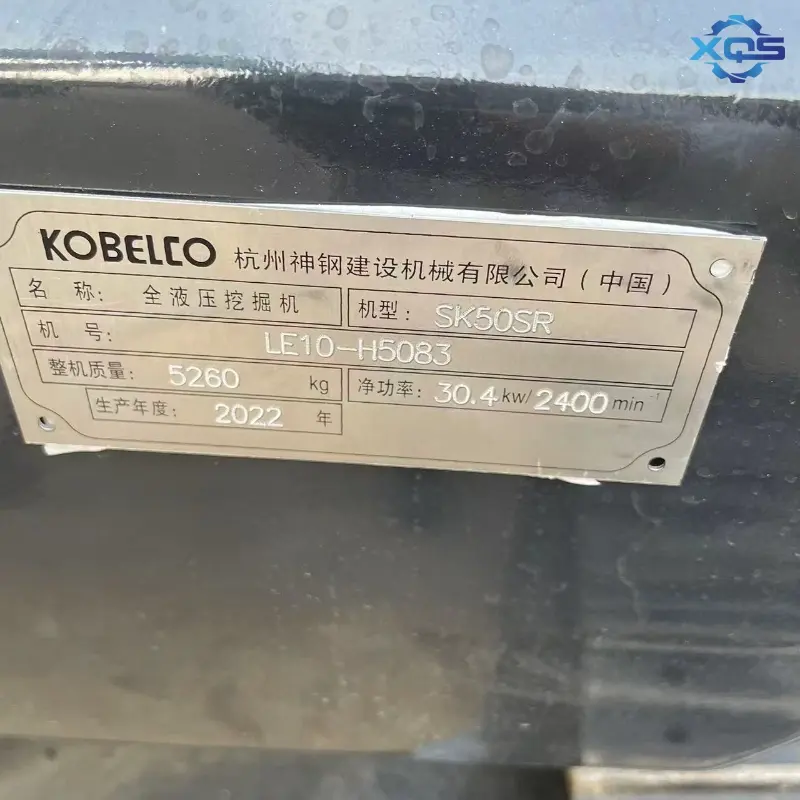 XQS
KOBELCO 杭州神钢建设机械有限公司（中国）
名 称: 全液压挖掘机 机型: SK50SR
机 号: LE10-H5083
整机质量: 5260 kg 净功率: 30.4 kw/ 2400 min⁻¹
生产年度: 2022 年